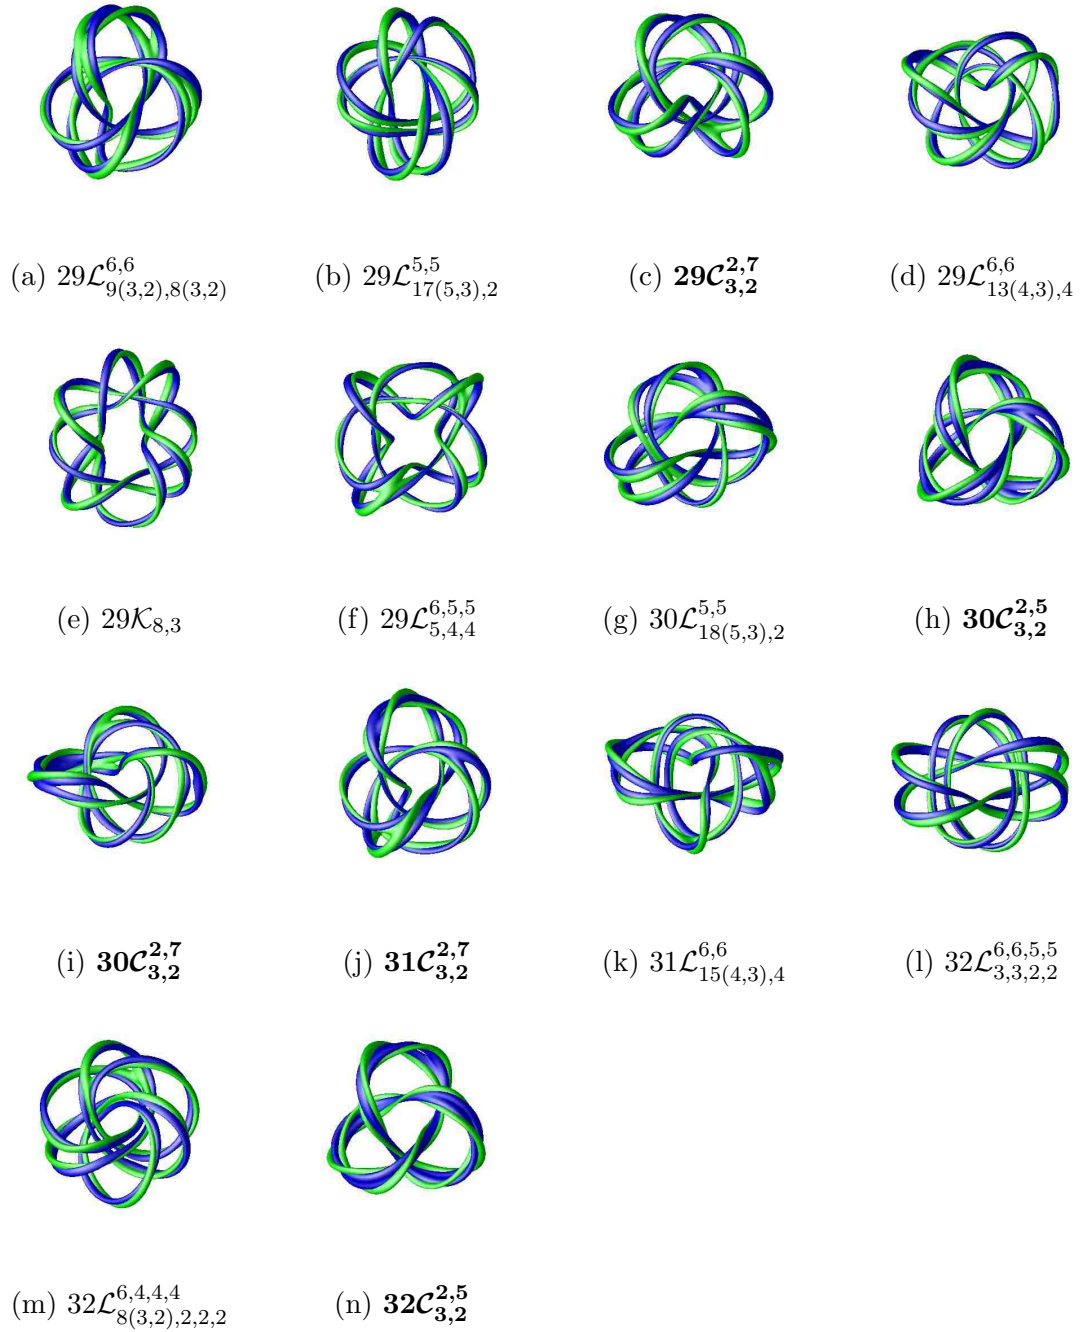 (a) 29ℒ^{6,6}_{9(3,2),8(3,2)} (b) 29ℒ^{5,5}_{17(5,3),2} (c) 29𝒞^{2,7}_{3,2} (d) 29ℒ^{6,6}_{13(4,3),4}
(e) 29𝒦_{8,3} (f) 29ℒ^{6,5,5}_{5,4,4} (g) 30ℒ^{5,5}_{18(5,3),2} (h) 30𝒞^{2,5}_{3,2}
(i) 30𝒞^{2,7}_{3,2} (j) 31𝒞^{2,7}_{3,2} (k) 31ℒ^{6,6}_{15(4,3),4} (l) 32ℒ^{6,6,5,5}_{3,3,2,2}
(m) 32ℒ^{6,4,4,4}_{8(3,2),2,2,2} (n) 32𝒞^{2,5}_{3,2}